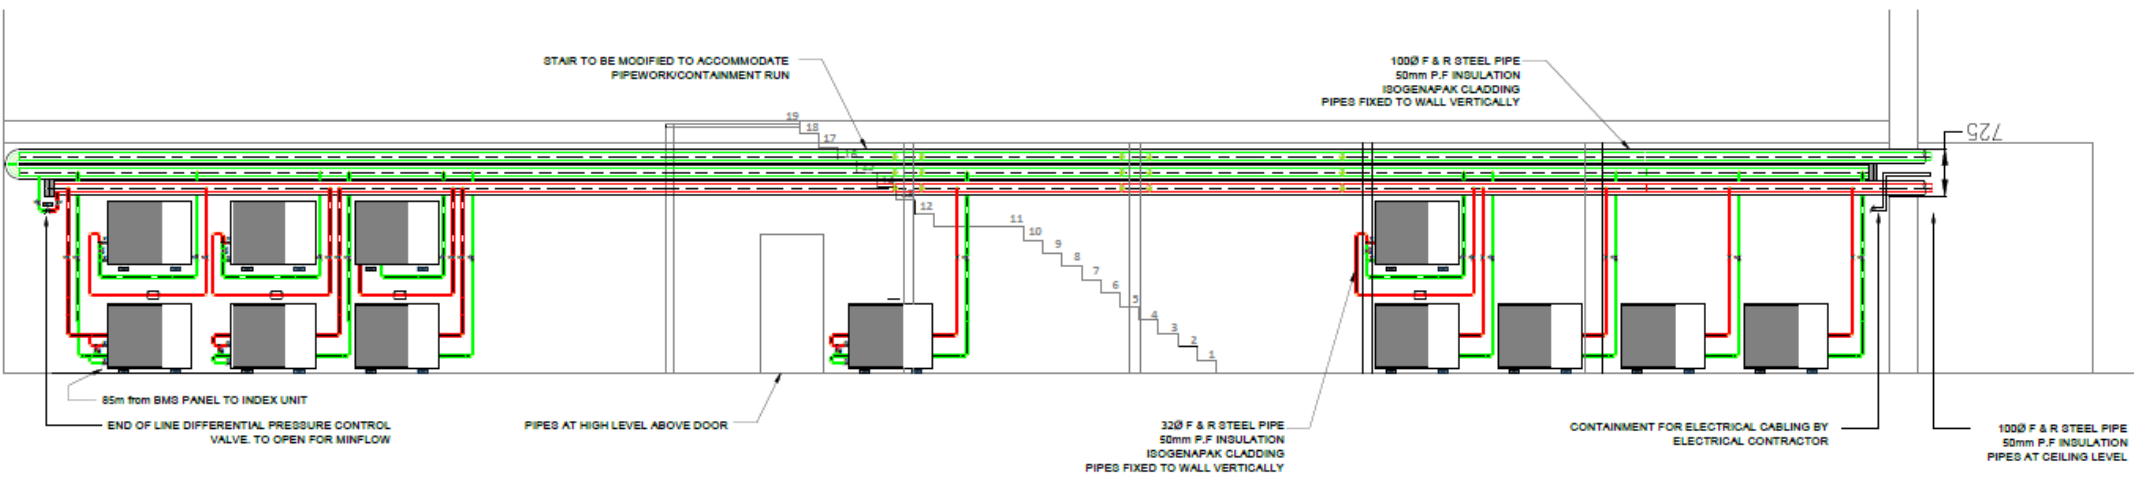 STAIR TO BE MODIFIED TO ACCOMMODATE
PIPEWORK/CONTAINMENT RUN
100Ø F & R STEEL PIPE
50mm P.F INSULATION
ISOGENAPAK CLADDING
PIPES FIXED TO WALL VERTICALLY
725
19
18
17
12
11
10
9
8
7
6
5
4
3
2
1
85m from BMS PANEL TO INDEX UNIT
END OF LINE DIFFERENTIAL PRESSURE CONTROL
VALVE. TO OPEN FOR MINFLOW
PIPES AT HIGH LEVEL ABOVE DOOR
32Ø F & R STEEL PIPE
50mm P.F INSULATION
ISOGENAPAK CLADDING
PIPES FIXED TO WALL VERTICALLY
CONTAINMENT FOR ELECTRICAL CABLING BY
ELECTRICAL CONTRACTOR
100Ø F & R STEEL PIPE
50mm P.F INSULATION
PIPES AT CEILING LEVEL